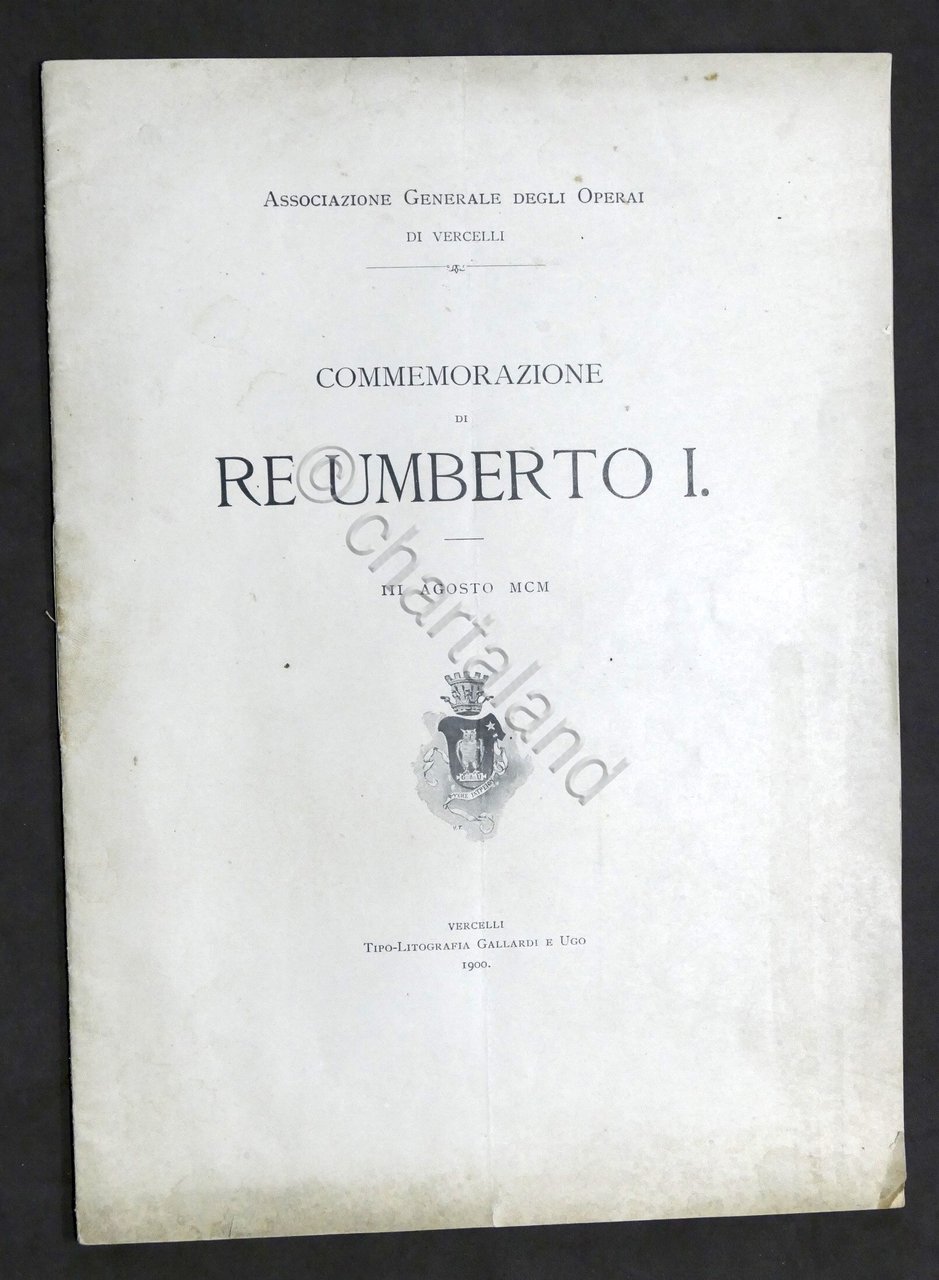 Associazione Generale degli Operai
di Vercelli
COMMEMORAZIONE
DI
RE UMBERTO I.
III AGOSTO MCM
© chartaland
VERCELLI
Tipo-Litografia Gallardi e Ugo
1900.